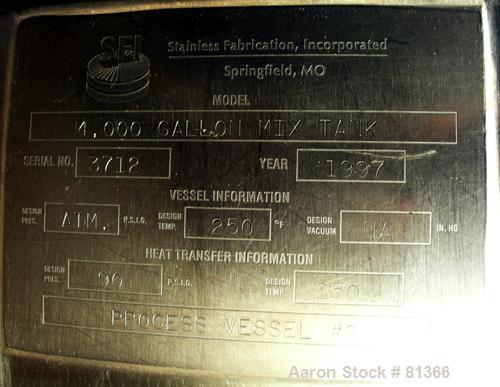 SFI
Stainless Fabrication, Incorporated
Springfield, MO
MODEL
4,000 GALLON MIX TANK
SERIAL NO. 3712 YEAR 1997
VESSEL INFORMATION
DESIGN PRES. ATM. P.S.I.G. DESIGN TEMP. 250 °F DESIGN VACUUM NA IN. HG
HEAT TRANSFER INFORMATION
DESIGN PRES. 90 P.S.I.G. DESIGN TEMP. 250
PROCESS VESSEL #2
Aaron Stock # 81366